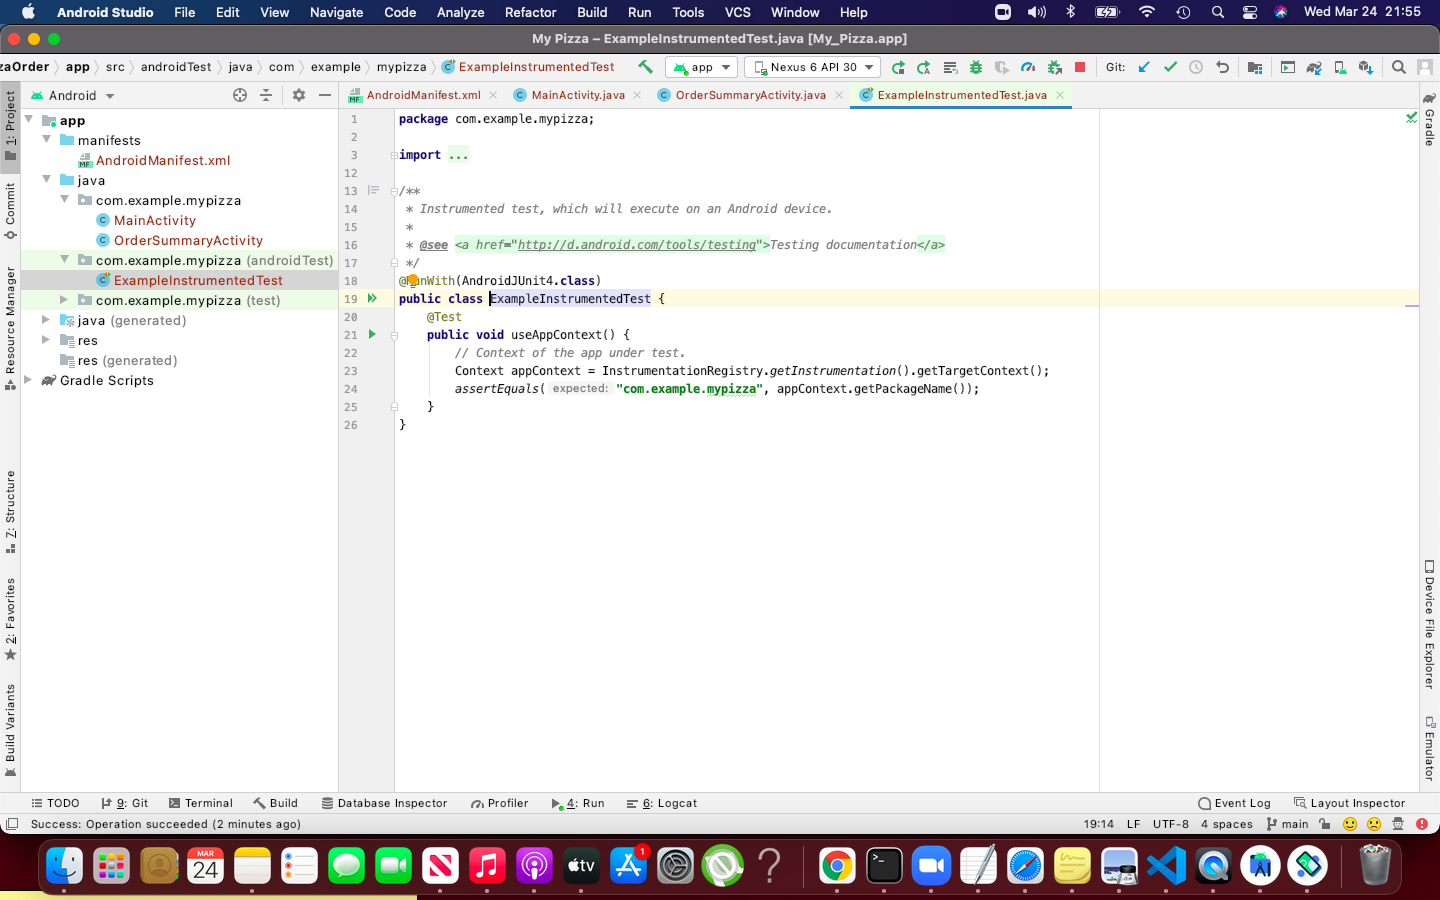 Android Studio File Edit View Navigate Code Analyze Refactor Build Run Tools VCS Window Help Wed Mar 24 21:55
My Pizza – ExampleInstrumentedTest.java [My_Pizza.app]
zaOrder app src androidTest java com example mypizza ExampleInstrumentedTest app Nexus 6 API 30 Git:
Android
AndroidManifest.xml MainActivity.java OrderSummaryActivity.java ExampleInstrumentedTest.java
1: Project
Commit
Resource Manager
Z: Structure
2: Favorites
Build Variants
app
manifests
MF AndroidManifest.xml
java
com.example.mypizza
C MainActivity
C OrderSummaryActivity
com.example.mypizza (androidTest)
C ExampleInstrumentedTest
com.example.mypizza (test)
java (generated)
res
res (generated)
Gradle Scripts
1 package com.example.mypizza;
2
3 import ...
12
13 /**
14 * Instrumented test, which will execute on an Android device.
15 *
16 * @see <a href="http://d.android.com/tools/testing">Testing documentation</a>
17 */
18 @RunWith(AndroidJUnit4.class)
19 public class ExampleInstrumentedTest {
20 @Test
21 public void useAppContext() {
22 // Context of the app under test.
23 Context appContext = InstrumentationRegistry.getInstrumentation().getTargetContext();
24 assertEquals( expected: "com.example.mypizza", appContext.getPackageName());
25 }
26 }
Gradle
Device File Explorer
Emulator
TODO 9: Git Terminal Build Database Inspector Profiler 4: Run 6: Logcat Event Log Layout Inspector
Success: Operation succeeded (2 minutes ago) 19:14 LF UTF-8 4 spaces main
MAR
24
tv
1